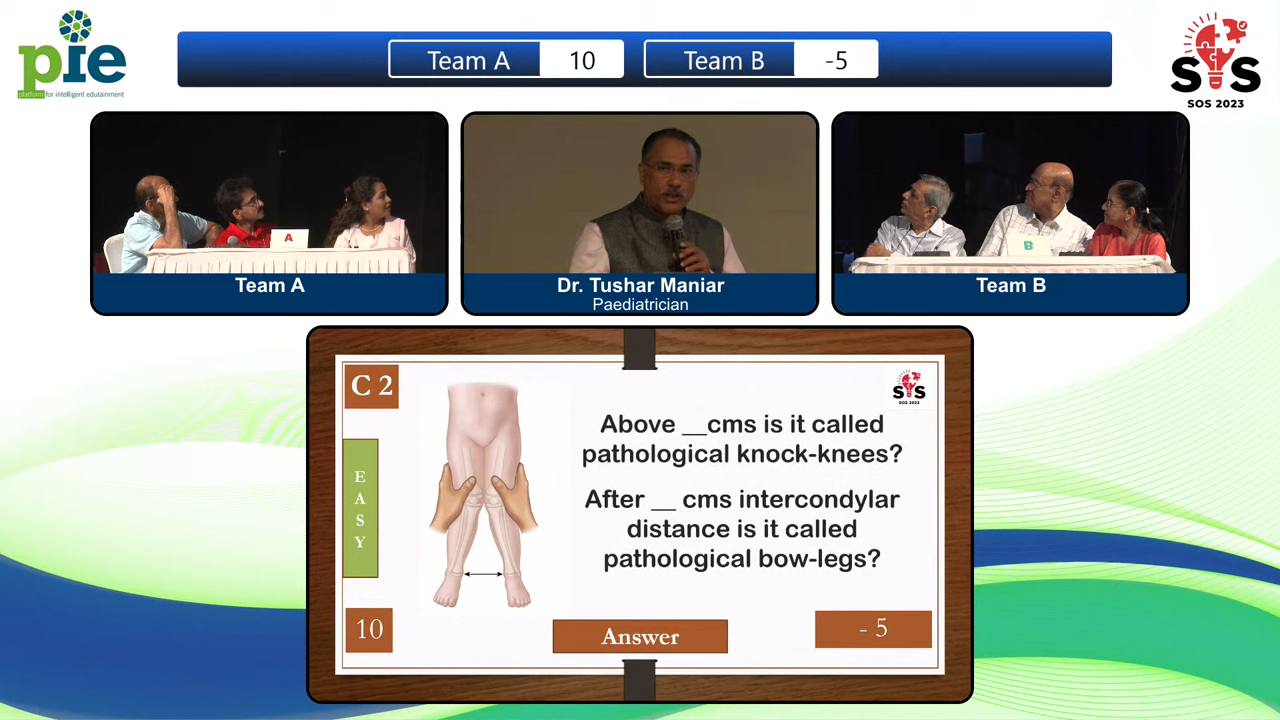 pie
platform for intelligent edutainment
Team A 10 Team B -5
SOS
SOS 2023
A
B
Team A
Dr. Tushar Maniar
Paediatrician
Team B
C 2
SOS
SOS 2023
EASY
Above __cms is it called
pathological knock-knees?
After __ cms intercondylar
distance is it called
pathological bow-legs?
10
Answer
- 5